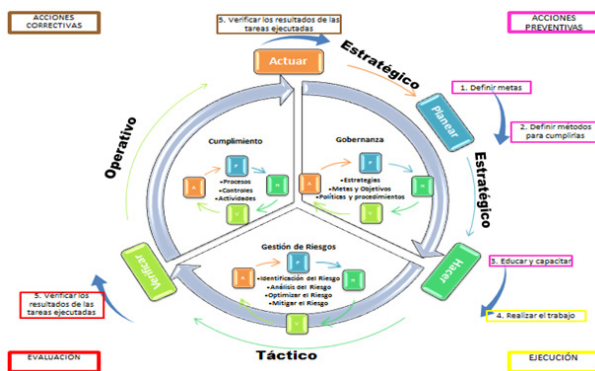 ACCIONES
CORRECTIVAS
5. Verificar los resultados de las
tareas ejecutadas
ACCIONES
PREVENTIVAS
Actuar
Estratégico
1. Definir metas
Planear
2. Definir métodos
para cumplirlas
Operativo
Cumplimiento
P
•Procesos
•Controles
•Actividades
A
H
V
Gobernanza
P
•Estrategias
•Metas y Objetivos
•Políticas y procedimientos
A
H
V
Estratégico
Gestión de Riesgos
P
•Identificación del Riesgo
•Análisis del Riesgo
•Optimizar el Riesgo
•Mitigar el Riesgo
A
H
V
Verificar
Hacer
3. Educar y capacitar
5. Verificar los
resultados de las
tareas ejecutadas
4. Realizar el trabajo
Táctico
EVALUACIÓN
EJECUCIÓN